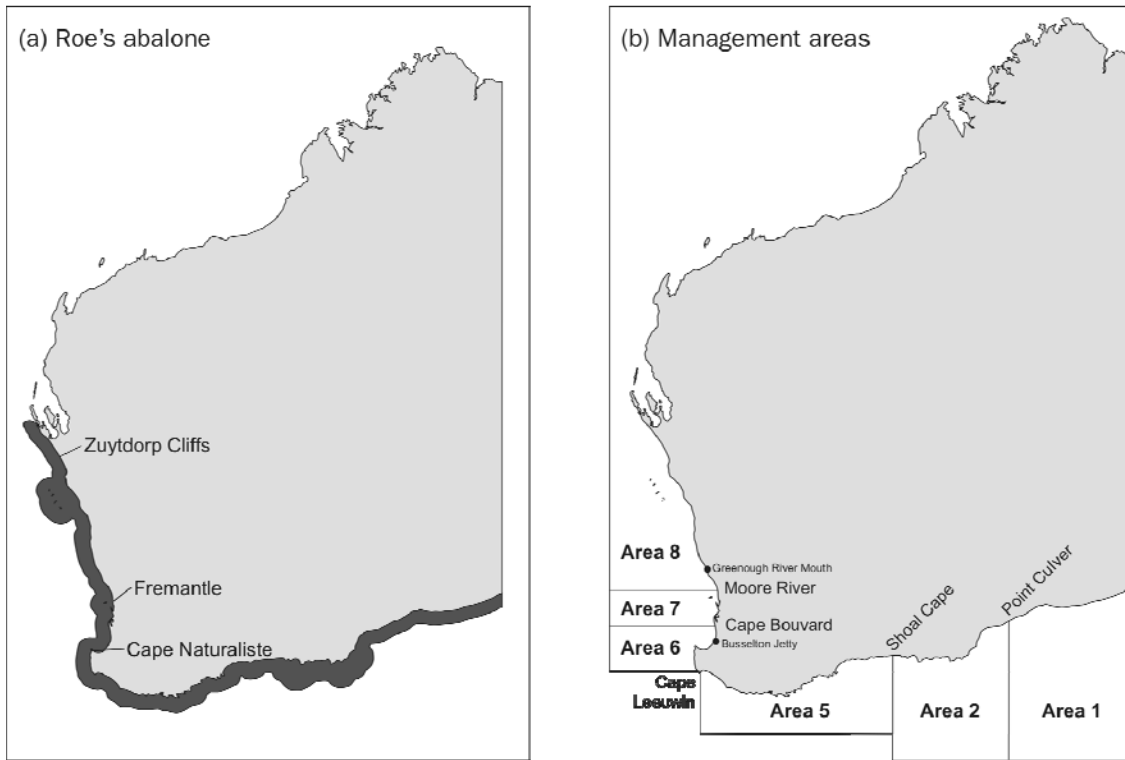 (a) Roe's abalone
Zuytdorp Cliffs
Fremantle
Cape Naturaliste
(b) Management areas
Area 8
Greenough River Mouth
Moore River
Area 7
Cape Bouvard
Busselton Jetty
Area 6
Cape
Leeuwin
Area 5
Shoal Cape
Area 2
Point Culver
Area 1